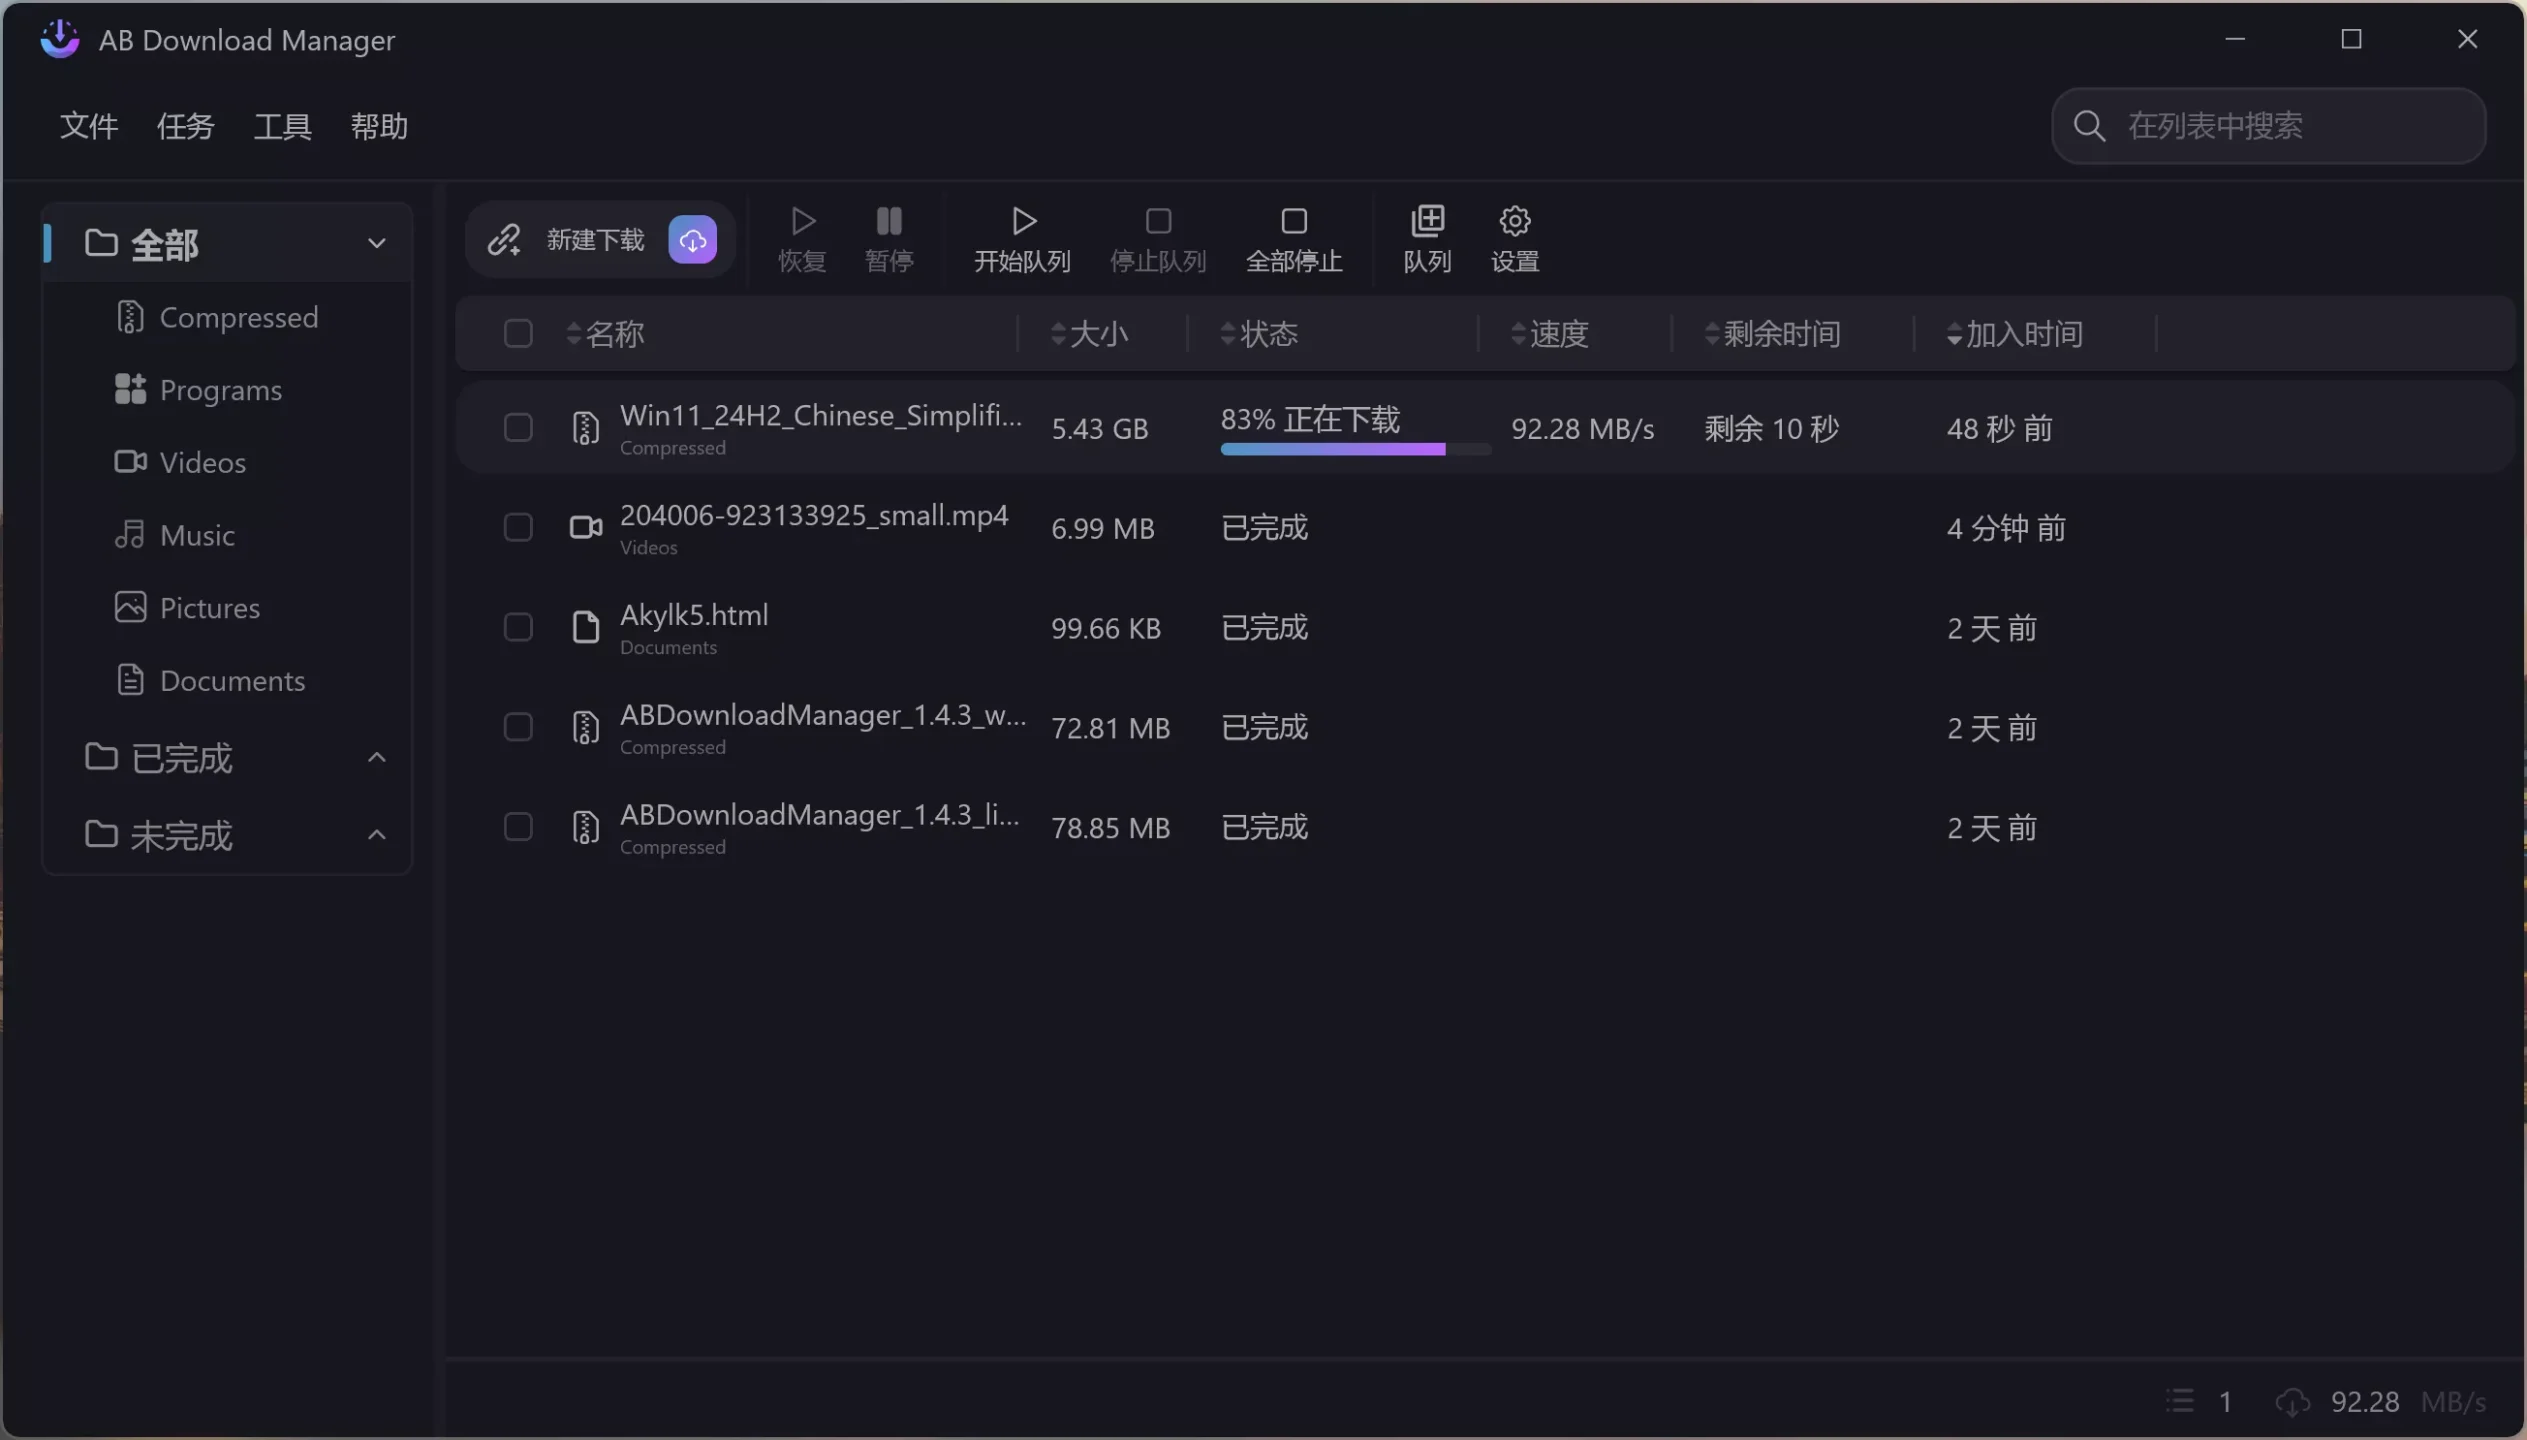 AB Download Manager
文件 任务 工具 帮助
在列表中搜索
全部
Compressed
Programs
Videos
Music
Pictures
Documents
已完成
未完成
新建下载
恢复 暂停 开始队列 停止队列 全部停止 队列 设置
名称 大小 状态 速度 剩余时间 加入时间
Win11_24H2_Chinese_Simplifi... 5.43 GB 83% 正在下载 92.28 MB/s 剩余 10 秒 48 秒 前
Compressed
204006-923133925_small.mp4 6.99 MB 已完成 4 分钟 前
Videos
Akylk5.html 99.66 KB 已完成 2 天 前
Documents
ABDownloadManager_1.4.3_w... 72.81 MB 已完成 2 天 前
Compressed
ABDownloadManager_1.4.3_li... 78.85 MB 已完成 2 天 前
Compressed
1 92.28 MB/s